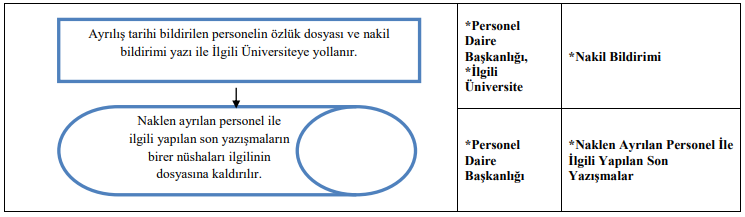 Ayrılış tarihi bildirilen personelin özlük dosyası ve nakil
bildirimi yazı ile İlgili Üniversiteye yollanır.
*Personel
Daire
Başkanlığı,
*İlgili
Üniversite
*Nakil Bildirimi
Naklen ayrılan personel ile
ilgili yapılan son yazışmaların
birer nüshaları ilgilinin
dosyasına kaldırılır.
*Personel
Daire
Başkanlığı
*Naklen Ayrılan Personel İle
İlgili Yapılan Son
Yazışmalar